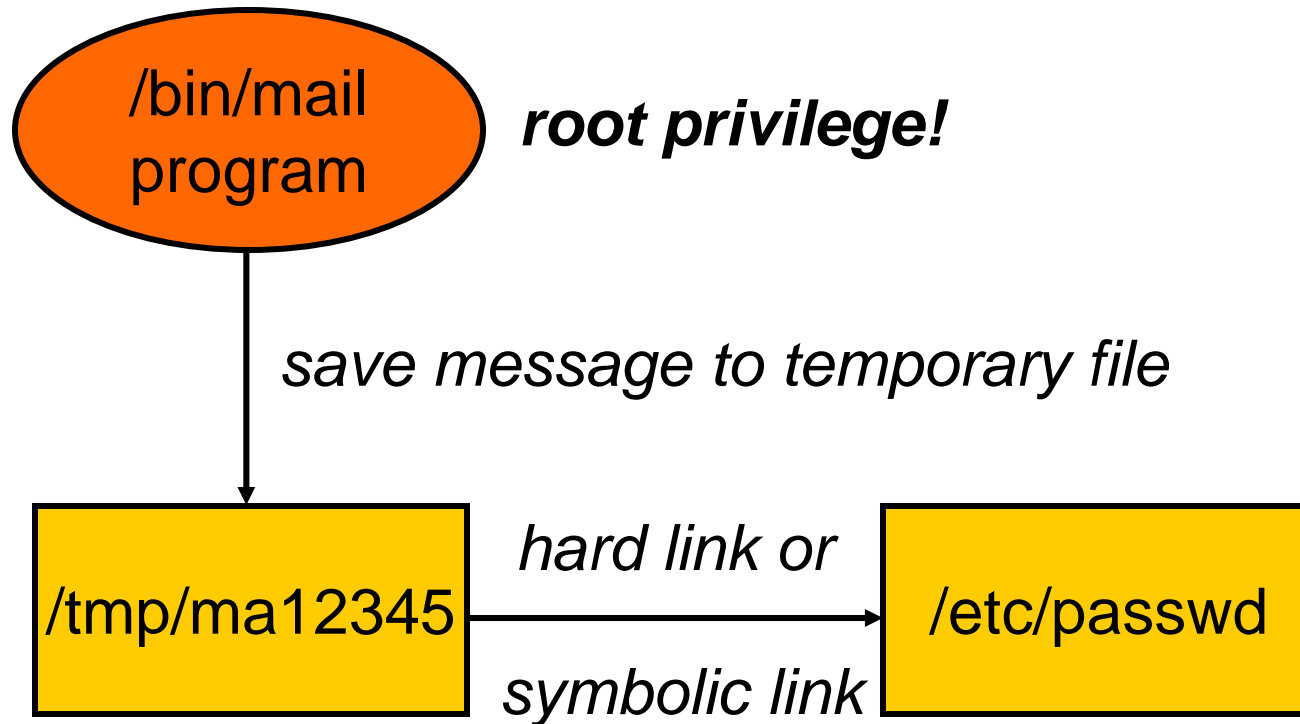 /bin/mail
program
root privilege!
save message to temporary file
/tmp/ma12345
hard link or
symbolic link
/etc/passwd